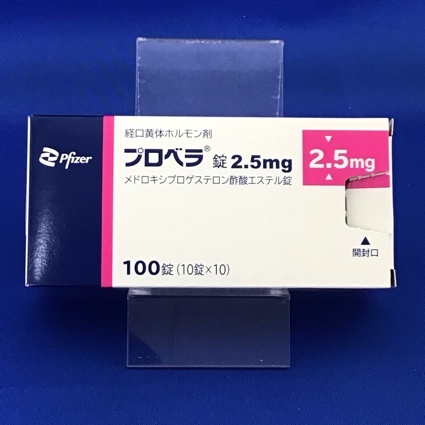 Pfizer
経口黄体ホルモン剤
プロベラ® 錠 2.5mg
メドロキシプロゲステロン酢酸エステル錠
100錠(10錠×10)
▼
2.5mg
▲
▲
開封口